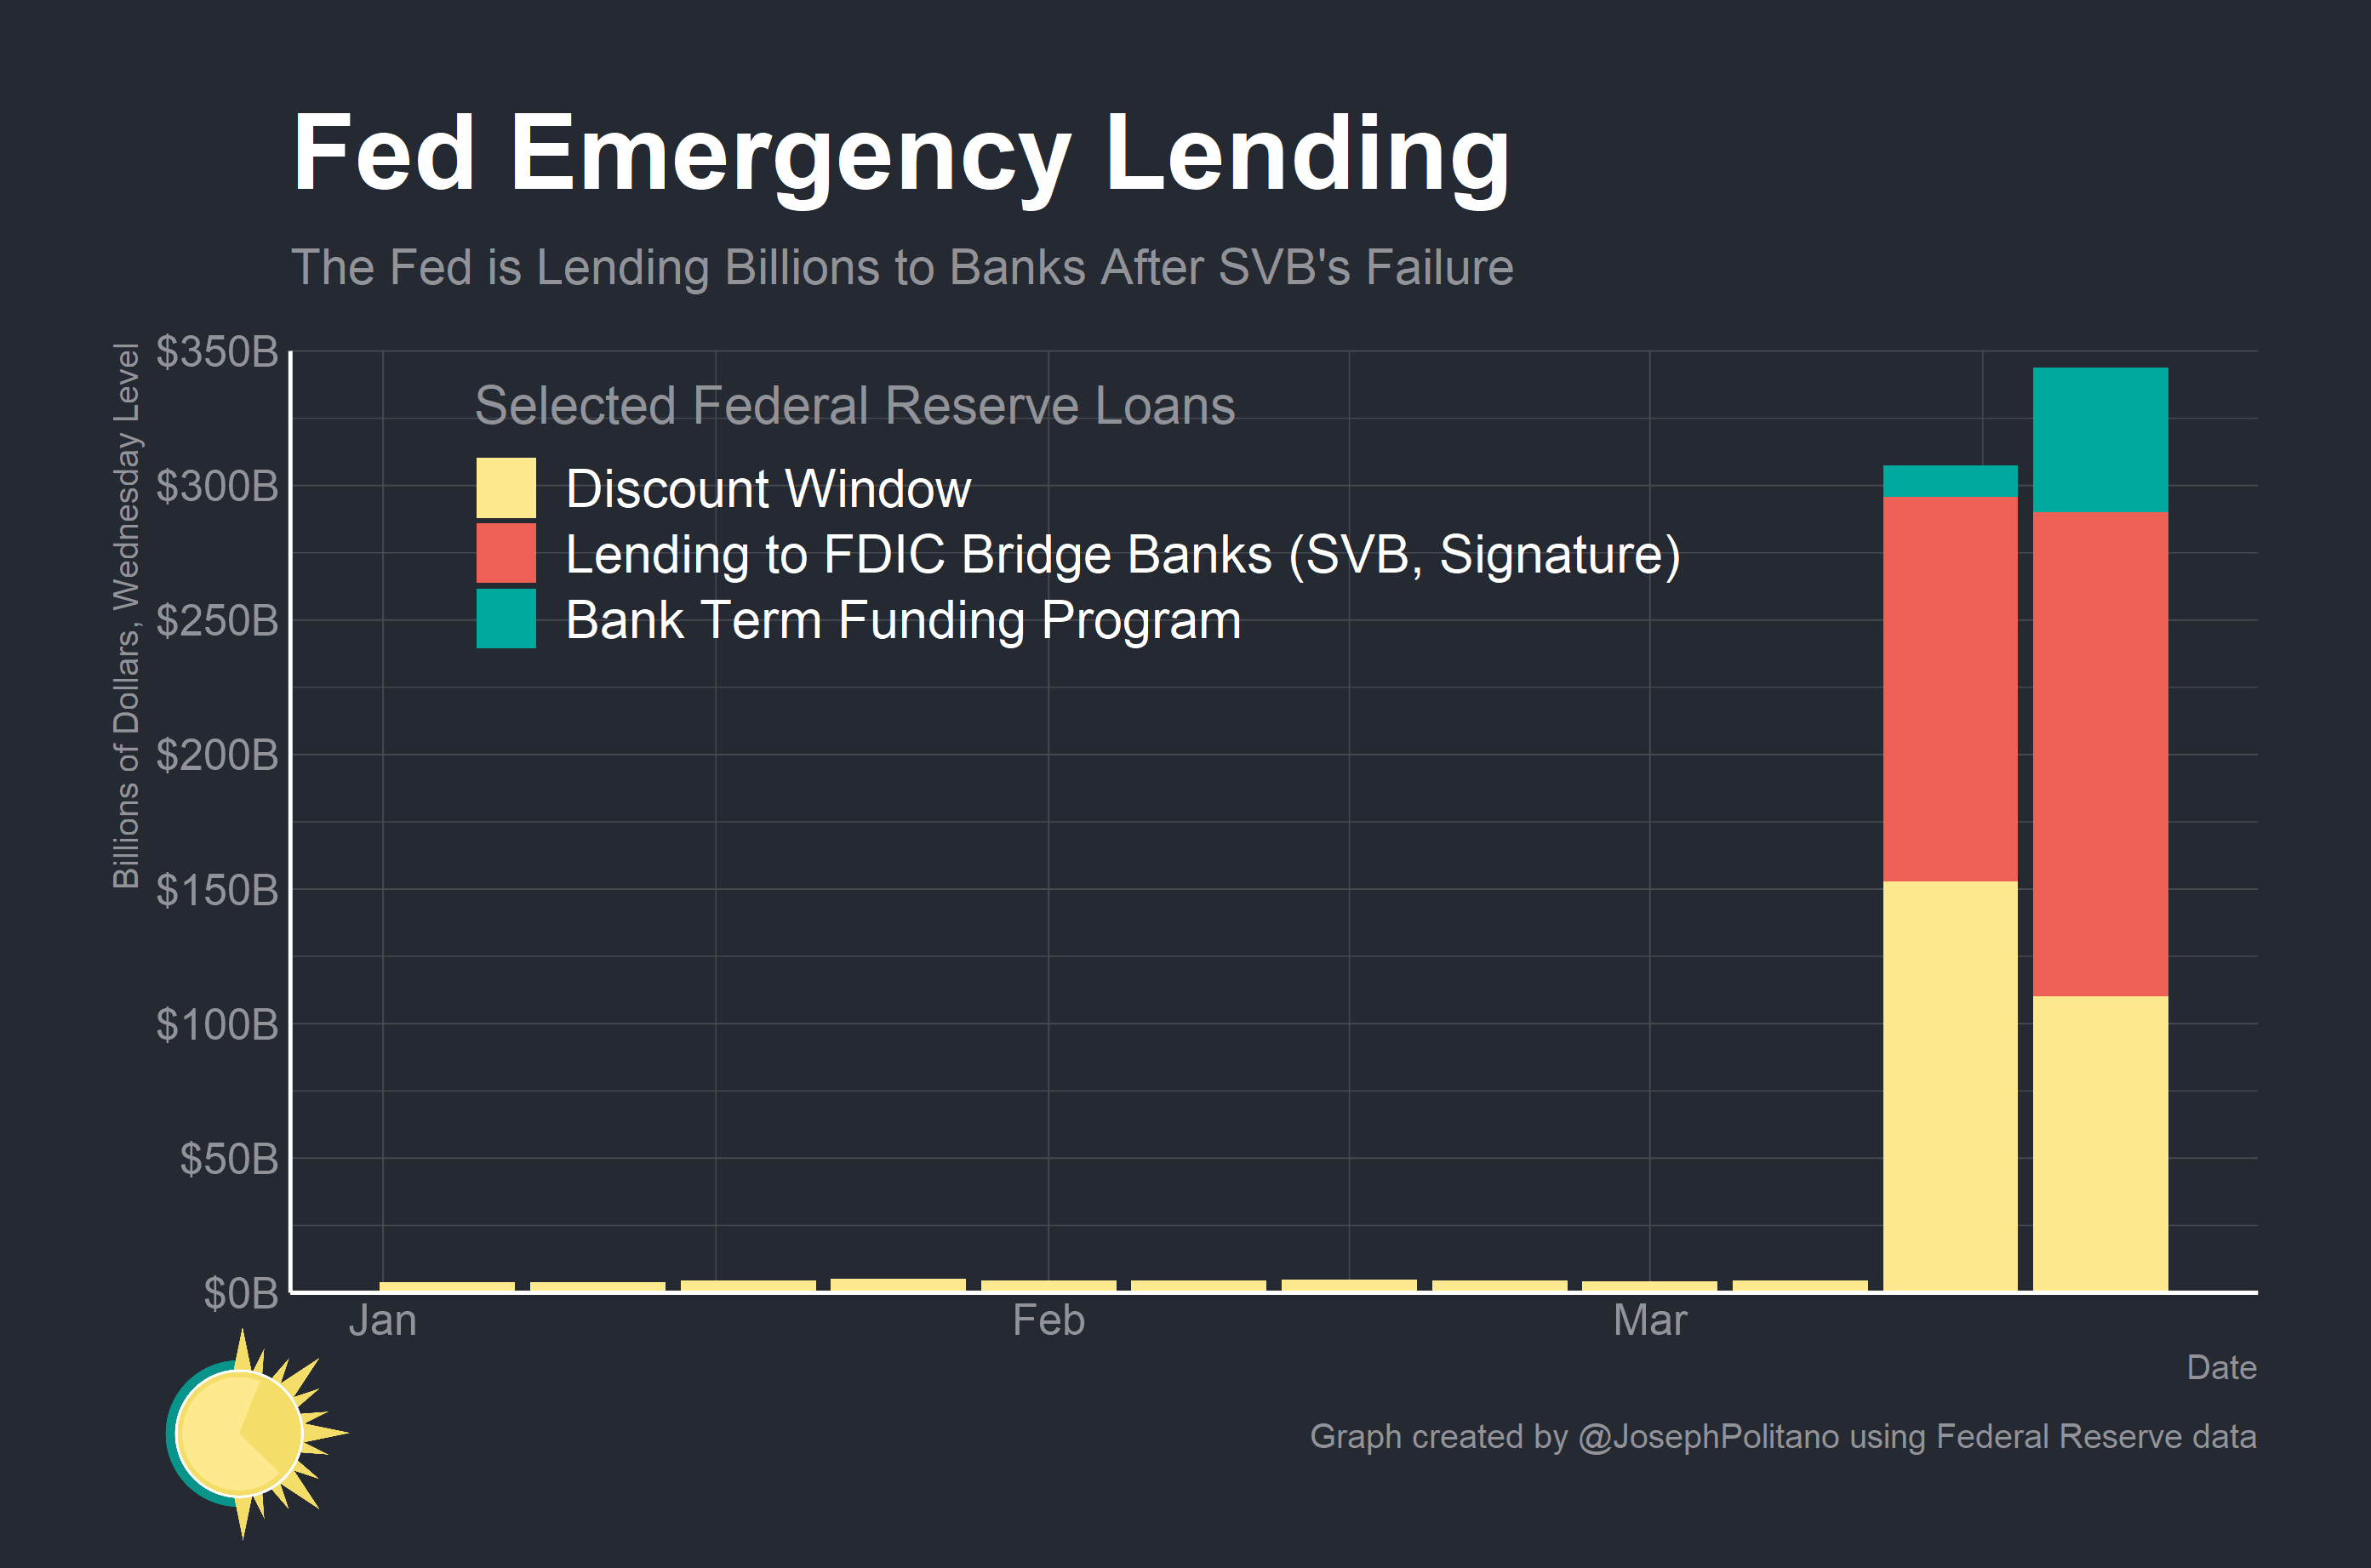 Fed Emergency Lending
The Fed is Lending Billions to Banks After SVB's Failure
Billions of Dollars, Wednesday Level
$350B
$300B
$250B
$200B
$150B
$100B
$50B
$0B
Selected Federal Reserve Loans
Discount Window
Lending to FDIC Bridge Banks (SVB, Signature)
Bank Term Funding Program
Jan
Feb
Mar
Date
Graph created by @JosephPolitano using Federal Reserve data